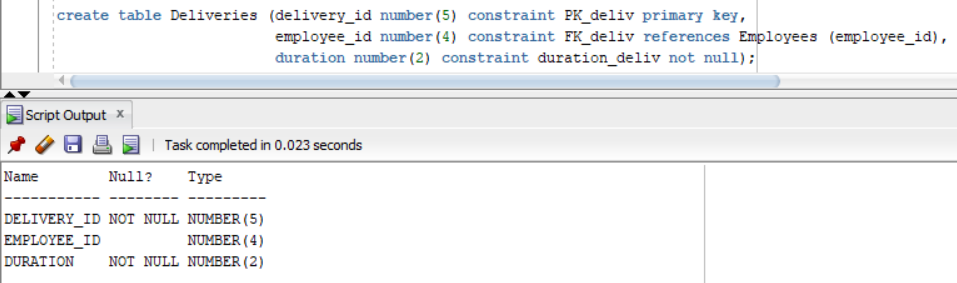 create table Deliveries (delivery_id number(5) constraint PK_deliv primary key,
employee_id number(4) constraint FK_deliv references Employees (employee_id),
duration number(2) constraint duration_deliv not null);
Script Output x
Task completed in 0.023 seconds
Name Null? Type
----------- -------- ---------
DELIVERY_ID NOT NULL NUMBER(5)
EMPLOYEE_ID NUMBER(4)
DURATION NOT NULL NUMBER(2)